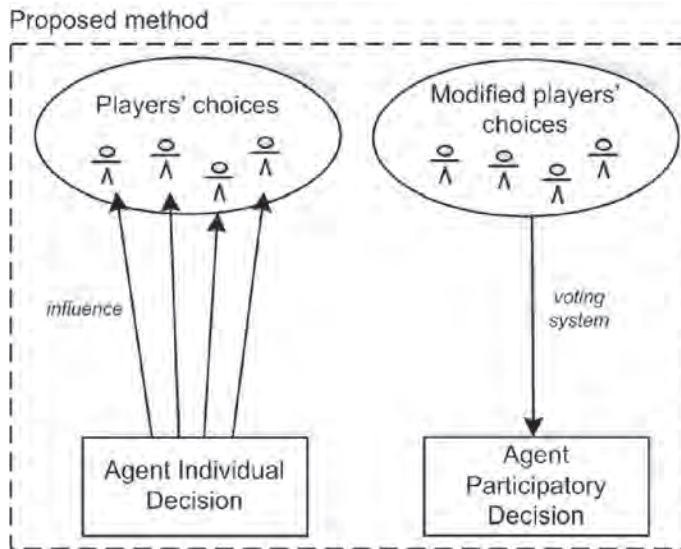 Proposed method
Players' choices
influence
Agent Individual
Decision
Modified players'
choices
voting
system
Agent
Participatory
Decision